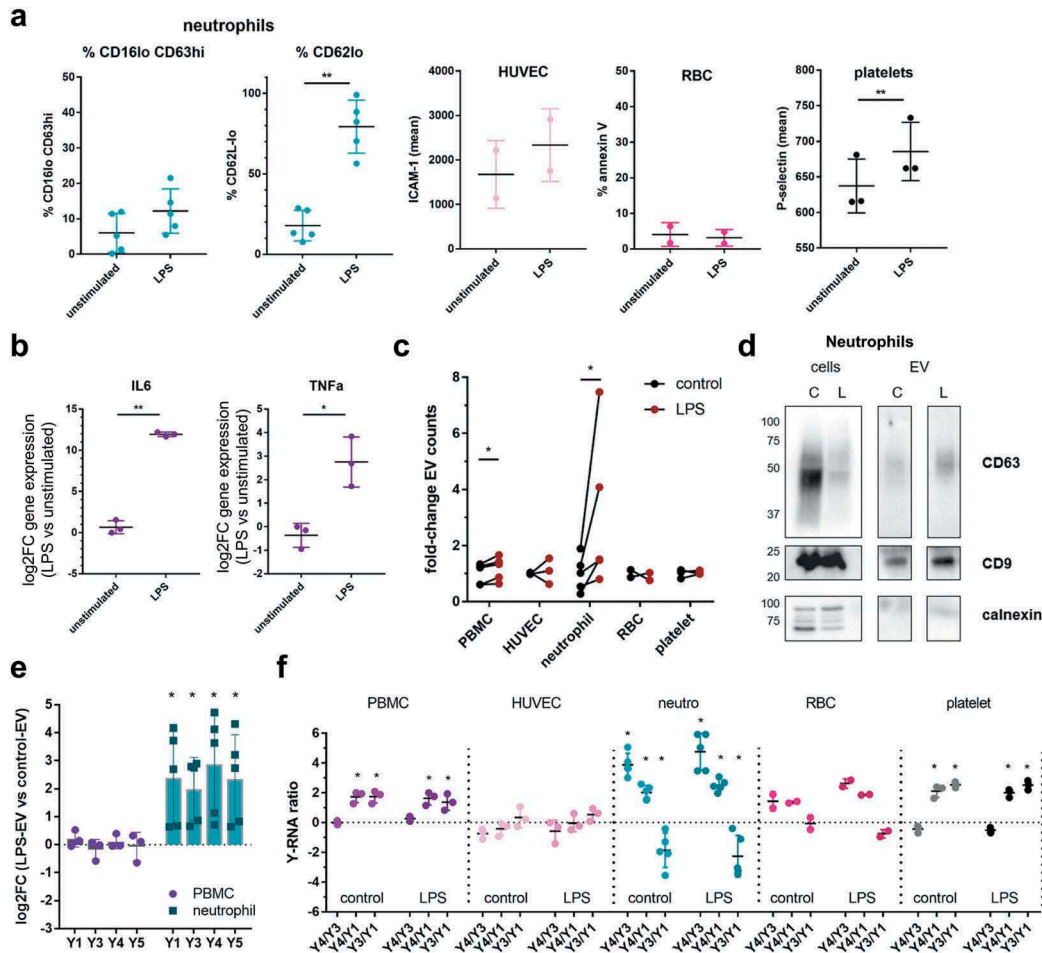 a
neutrophils
% CD16lo CD63hi
% CD62lo
HUVEC
RBC
platelets
% CD16lo CD63hi
50
40
30
20
10
0
unstimulated
LPS
% CD62L-lo
100
50
0
**
unstimulated
LPS
ICAM-1 (mean)
4000
3000
2000
1000
0
unstimulated
LPS
% annexin V
50
40
30
20
10
0
unstimulated
LPS
P-selectin (mean)
750
700
650
600
550
**
unstimulated
LPS
b
IL6
TNFa
log2FC gene expression
(LPS vs unstimulated)
15
10
5
0
-5
**
unstimulated
LPS
log2FC gene expression
(LPS vs unstimulated)
5
4
3
2
1
0
-1
-2
*
unstimulated
LPS
c
fold-change EV counts
8
6
4
2
0
*
*
control
LPS
PBMC
HUVEC
neutrophil
RBC
platelet
d
Neutrophils
cells
EV
C
L
C
L
100
75
50
37
CD63
25
20
CD9
100
75
calnexin
e
log2FC (LPS-EV vs control-EV)
5
4
3
2
1
0
-1
-2
-3
* * * *
PBMC
neutrophil
Y1 Y3 Y4 Y5 Y1 Y3 Y4 Y5
f
PBMC
HUVEC
neutro
RBC
platelet
Y-RNA ratio
6
4
2
0
-2
-4
-6
* * * *
* * * * * *
* * * *
control LPS control LPS control LPS control LPS control LPS
Y4/Y3 Y4/Y1 Y3/Y1 Y4/Y3 Y4/Y1 Y3/Y1 Y4/Y3 Y4/Y1 Y3/Y1 Y4/Y3 Y4/Y1 Y3/Y1 Y4/Y3 Y4/Y1 Y3/Y1 Y4/Y3 Y4/Y1 Y3/Y1 Y4/Y3 Y4/Y1 Y3/Y1 Y4/Y3 Y4/Y1 Y3/Y1 Y4/Y3 Y4/Y1 Y3/Y1 Y4/Y3 Y4/Y1 Y3/Y1